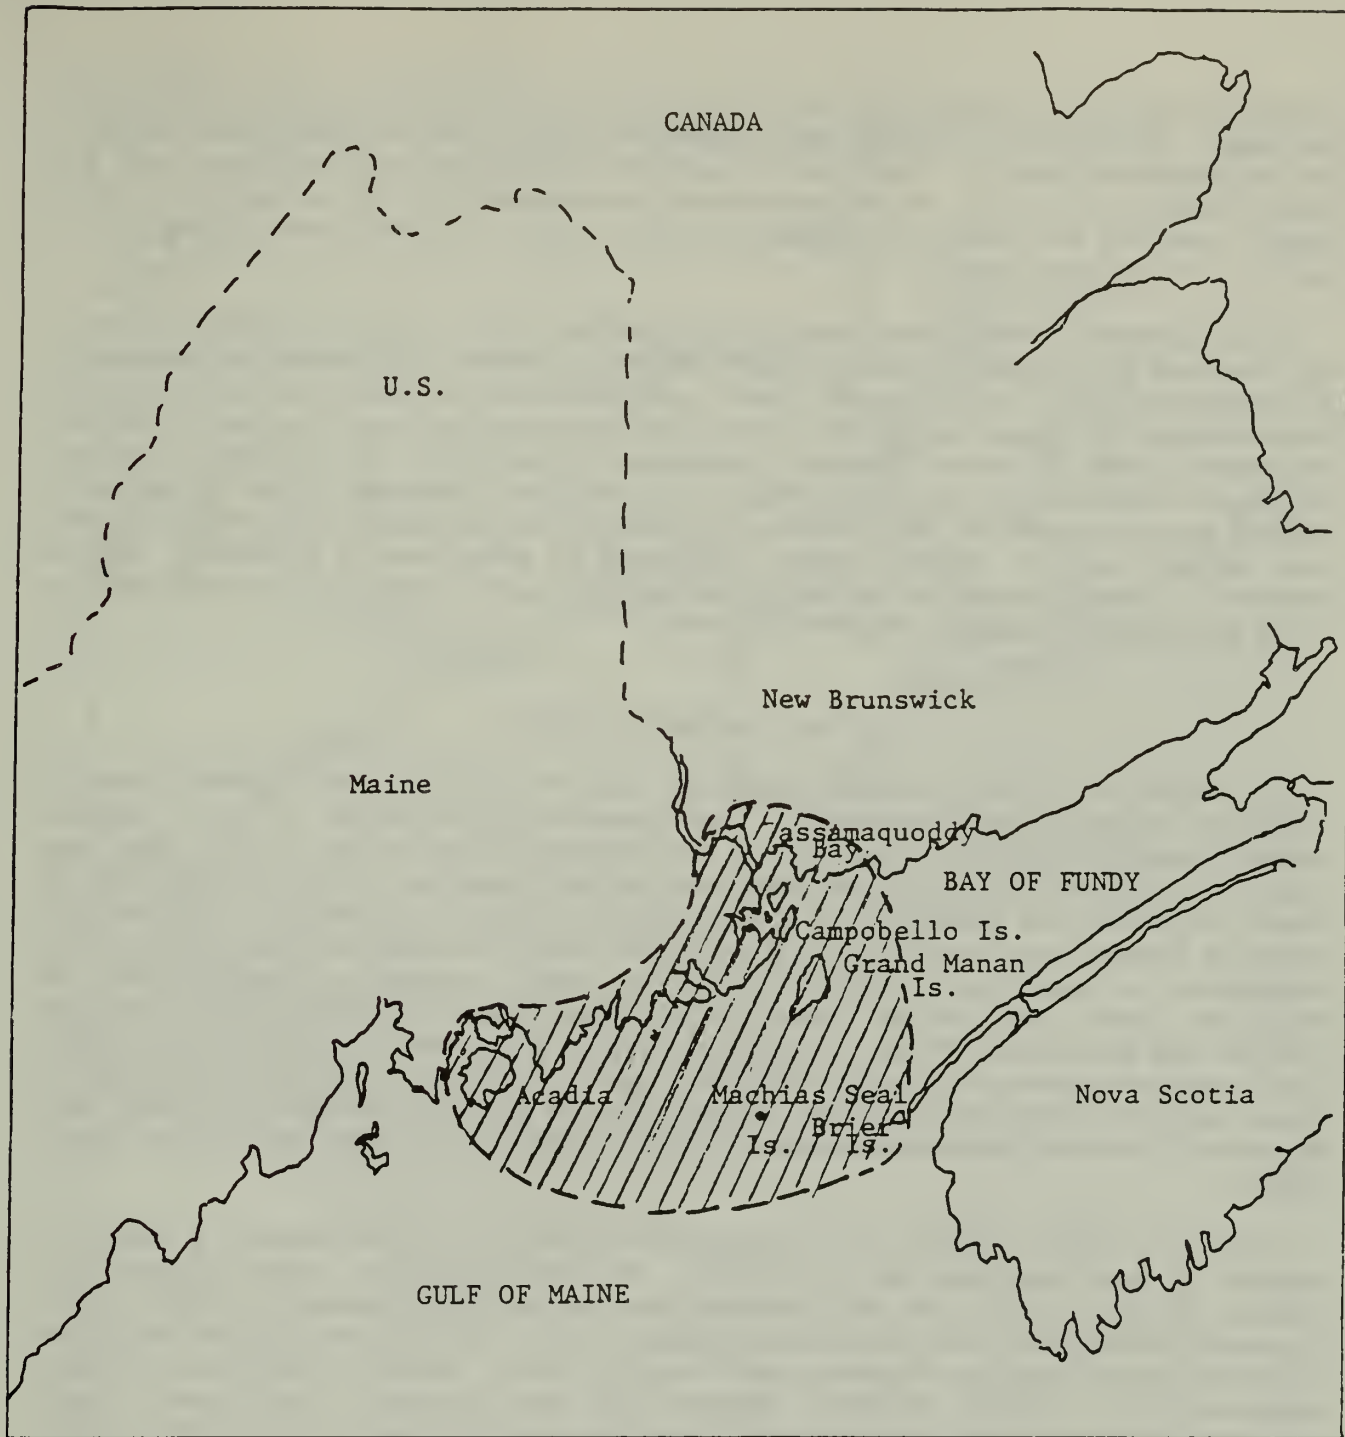 CANADA
U.S.
New Brunswick
Maine
Passamaquoddy
Bay
BAY OF FUNDY
Campobello Is.
Grand Manan
Is.
Acadia
Machias Seal
Is.
Brier
Is.
Nova Scotia
GULF OF MAINE